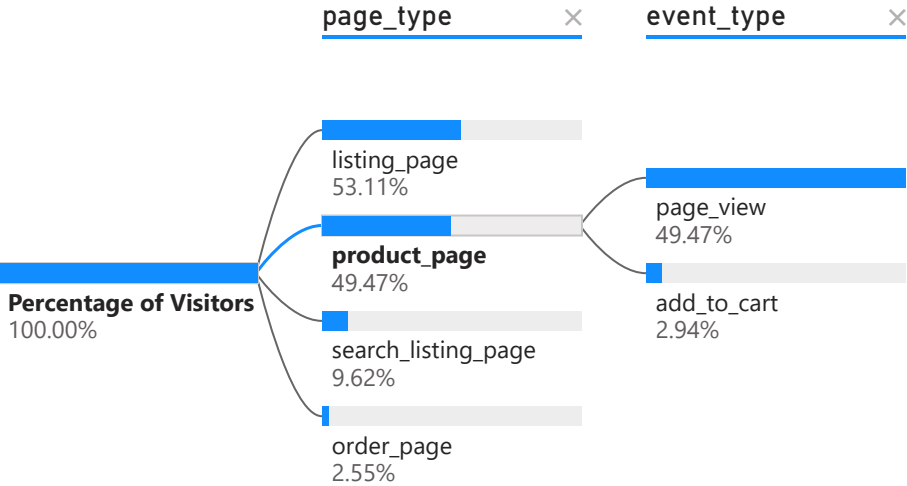 page_type ×
event_type ×
listing_page
53.11%
product_page
49.47%
search_listing_page
9.62%
order_page
2.55%
Percentage of Visitors
100.00%
page_view
49.47%
add_to_cart
2.94%